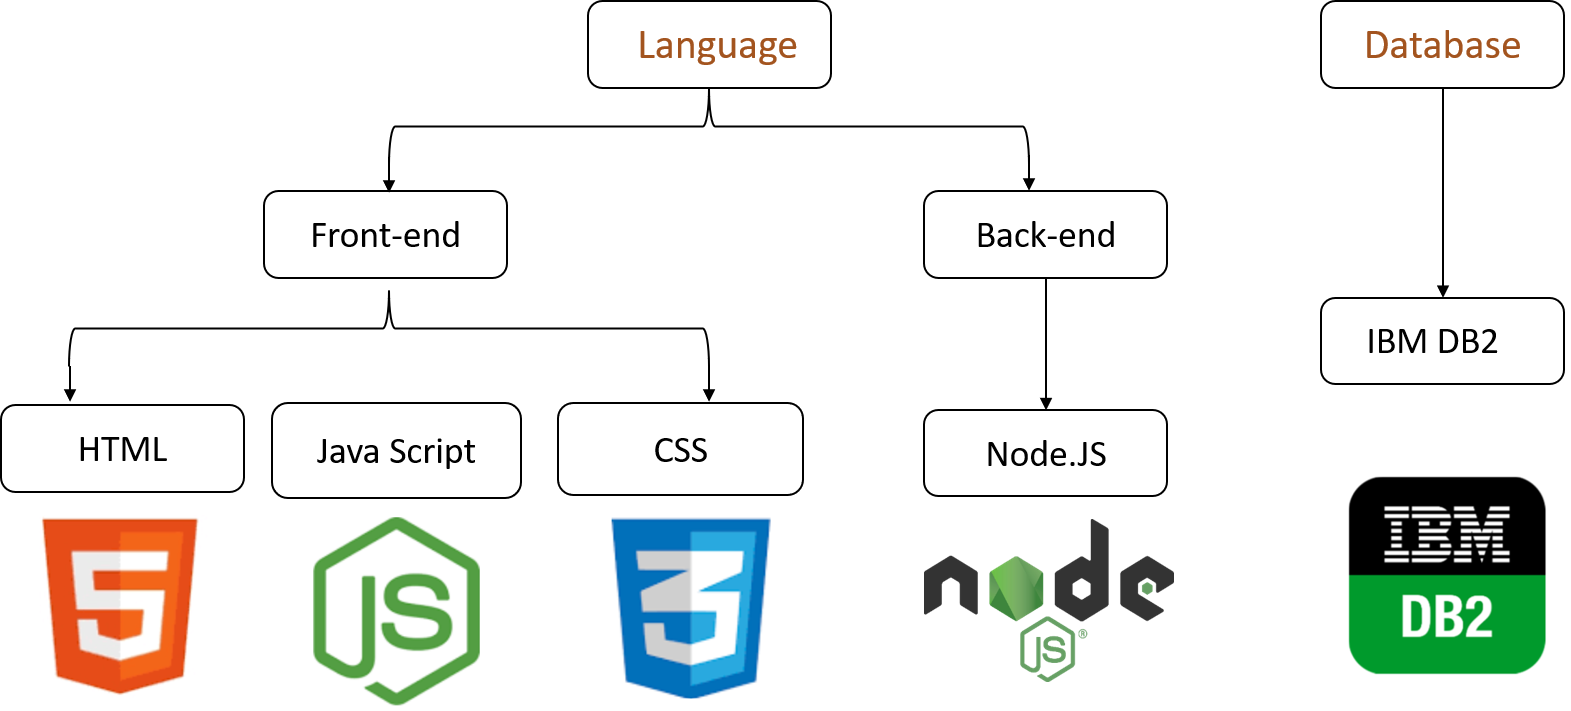 Language
Database
Front-end
Back-end
IBM DB2
HTML
Java Script
CSS
Node.JS
5
JS
3
node
JS®
IBM
DB2